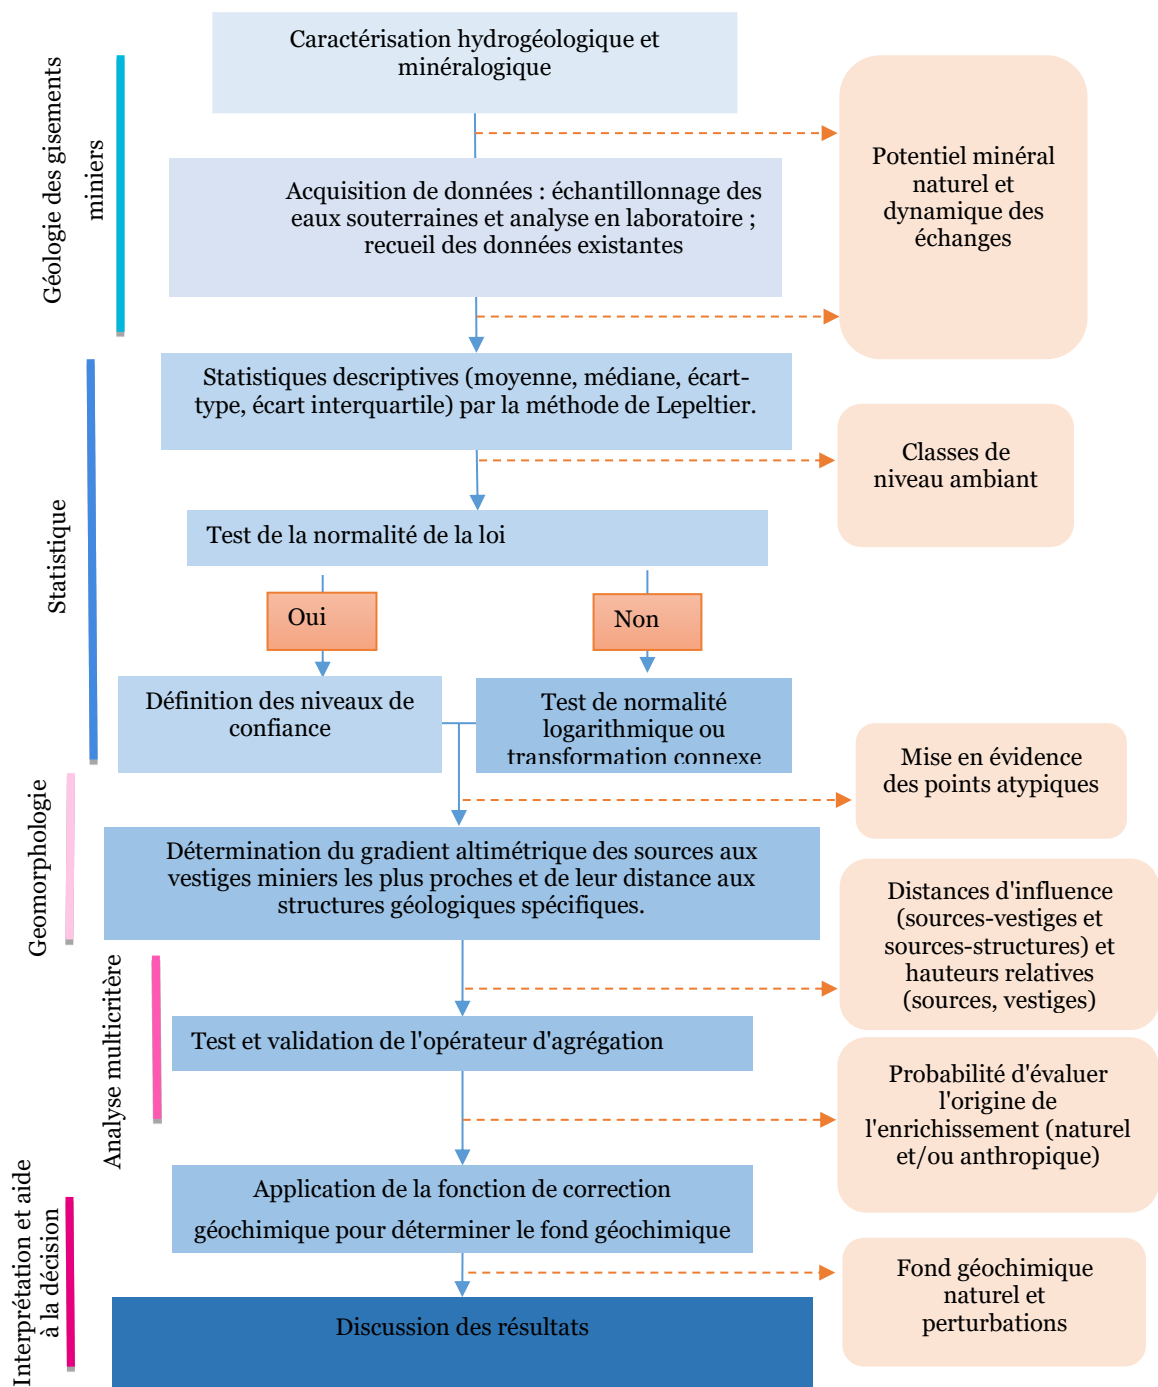 Caractérisation hydrogéologique et
minéralogique
Géologie des gisements
miniers
Potentiel minéral
naturel et
dynamique des
échanges
Acquisition de données : échantillonnage des
eaux souterraines et analyse en laboratoire ;
recueil des données existantes
Statistiques descriptives (moyenne, médiane, écart-
type, écart interquartile) par la méthode de Lepeltier.
Classes de
niveau ambiant
Statistique
Test de la normalité de la loi
Oui
Non
Définition des niveaux de
confiance
Test de normalité
logarithmique ou
transformation connexe
Mise en évidence
des points atypiques
Geomorphologie
Détermination du gradient altimétrique des sources aux
vestiges miniers les plus proches et de leur distance aux
structures géologiques spécifiques.
Distances d'influence
(sources-vestiges et
sources-structures) et
hauteurs relatives
(sources, vestiges)
Analyse multicritère
Test et validation de l'opérateur d'agrégation
Probabilité d'évaluer
l'origine de
l'enrichissement (naturel
et/ou anthropique)
Application de la fonction de correction
géochimique pour déterminer le fond géochimique
Interprétation et aide
à la décision
Fond géochimique
naturel et
perturbations
Discussion des résultats